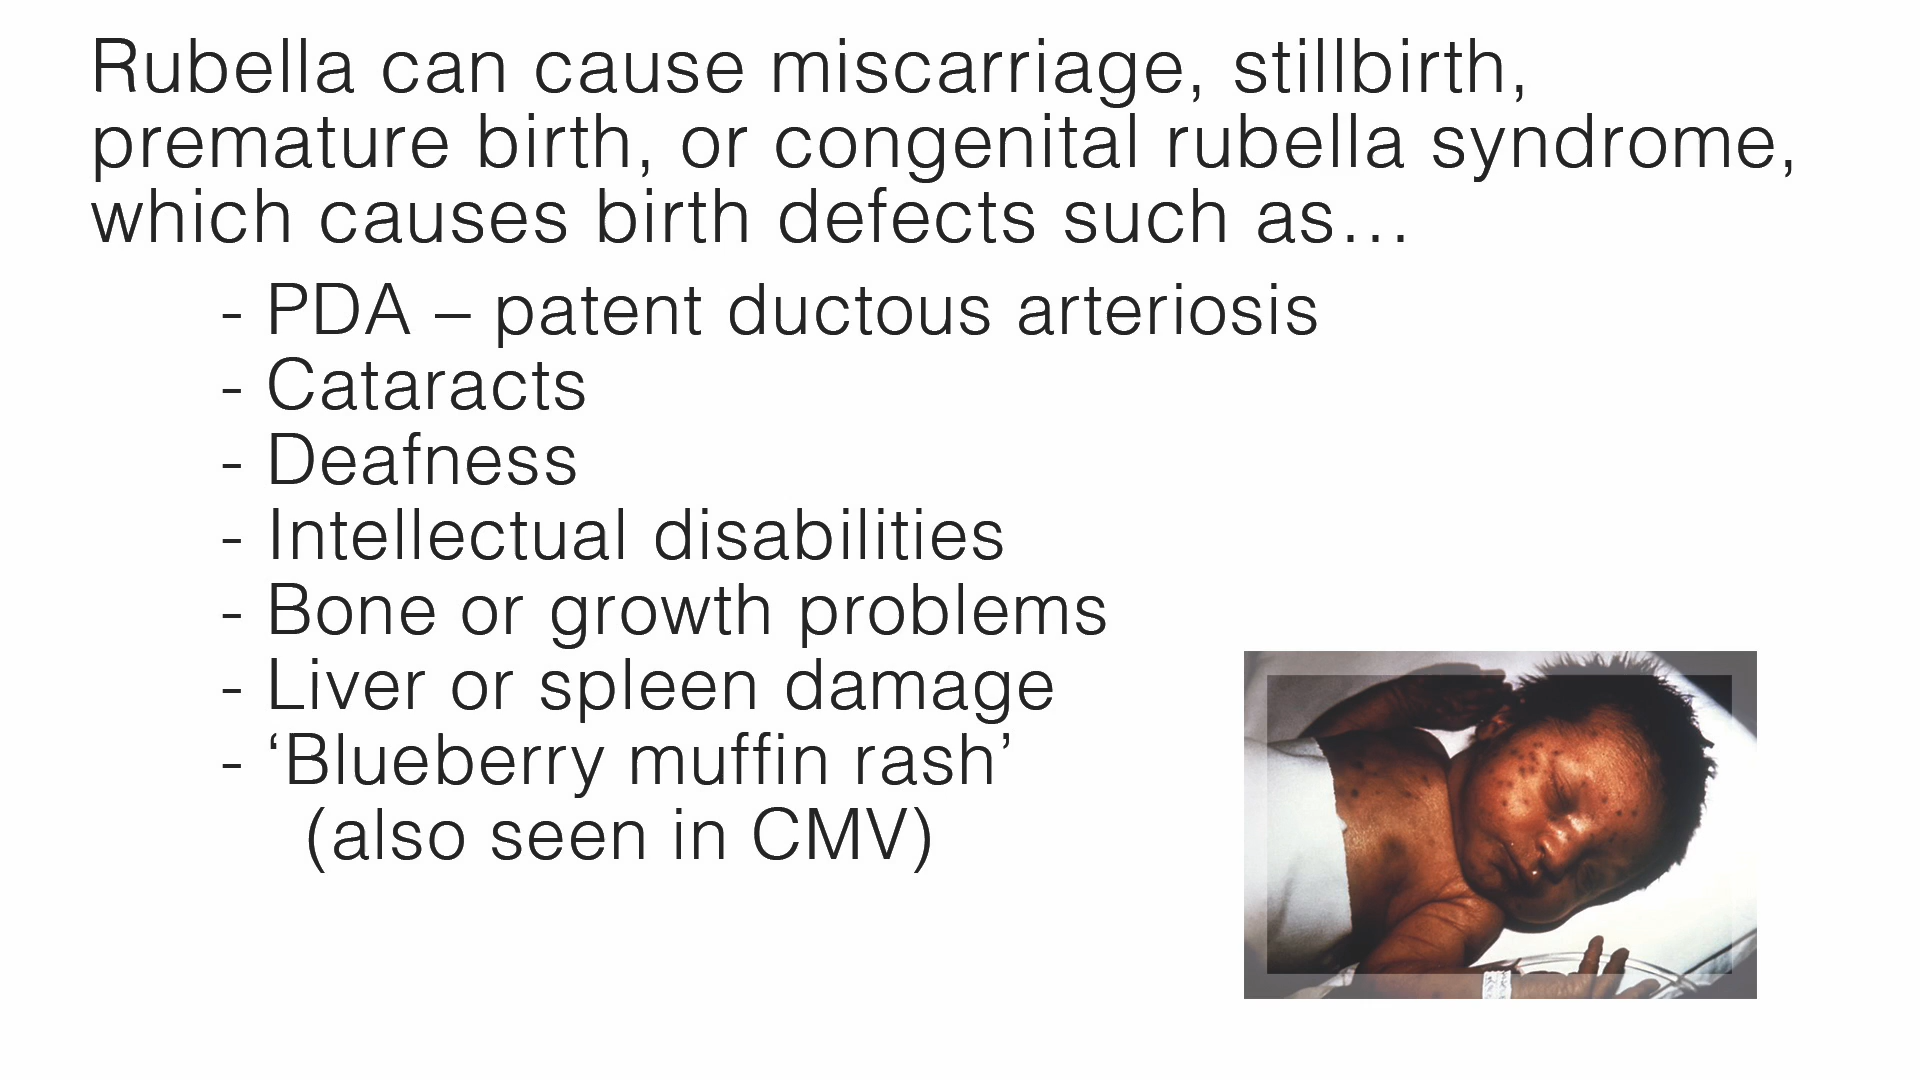 Rubella can cause miscarriage, stillbirth,
premature birth, or congenital rubella syndrome,
which causes birth defects such as…
- PDA – patent ductous arteriosis
- Cataracts
- Deafness
- Intellectual disabilities
- Bone or growth problems
- Liver or spleen damage
- ‘Blueberry muffin rash’
(also seen in CMV)